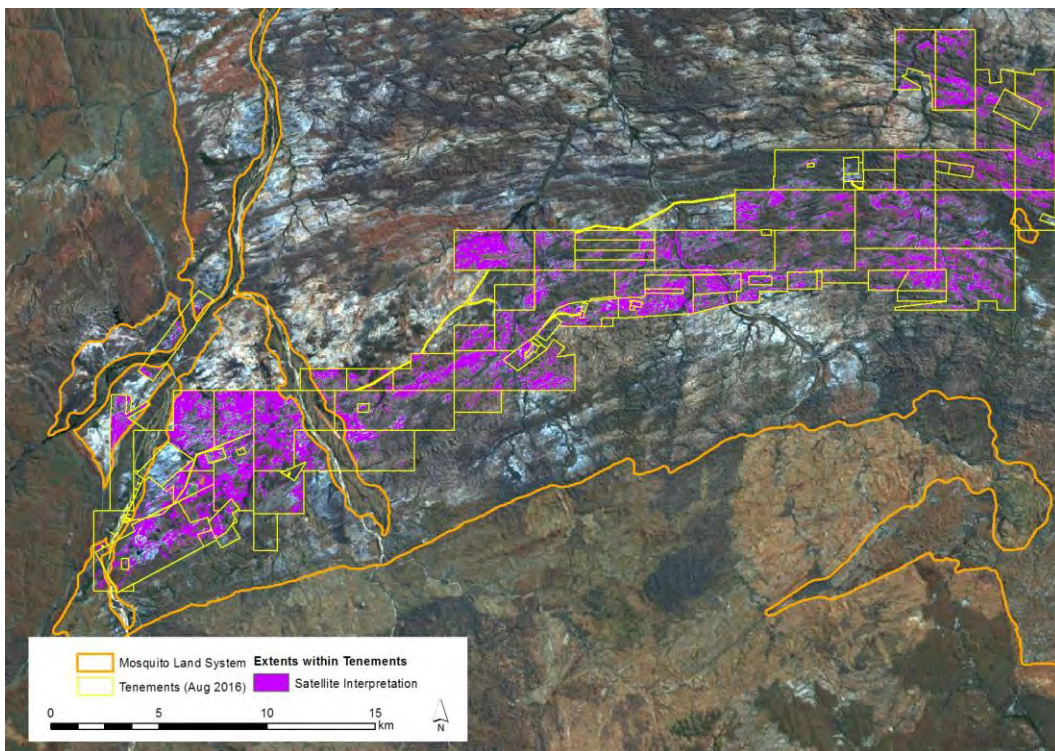 Mosquito Land System
Extents within Tenements
Tenements (Aug 2016)
Satellite Interpretation
0 5 10 15
km
N